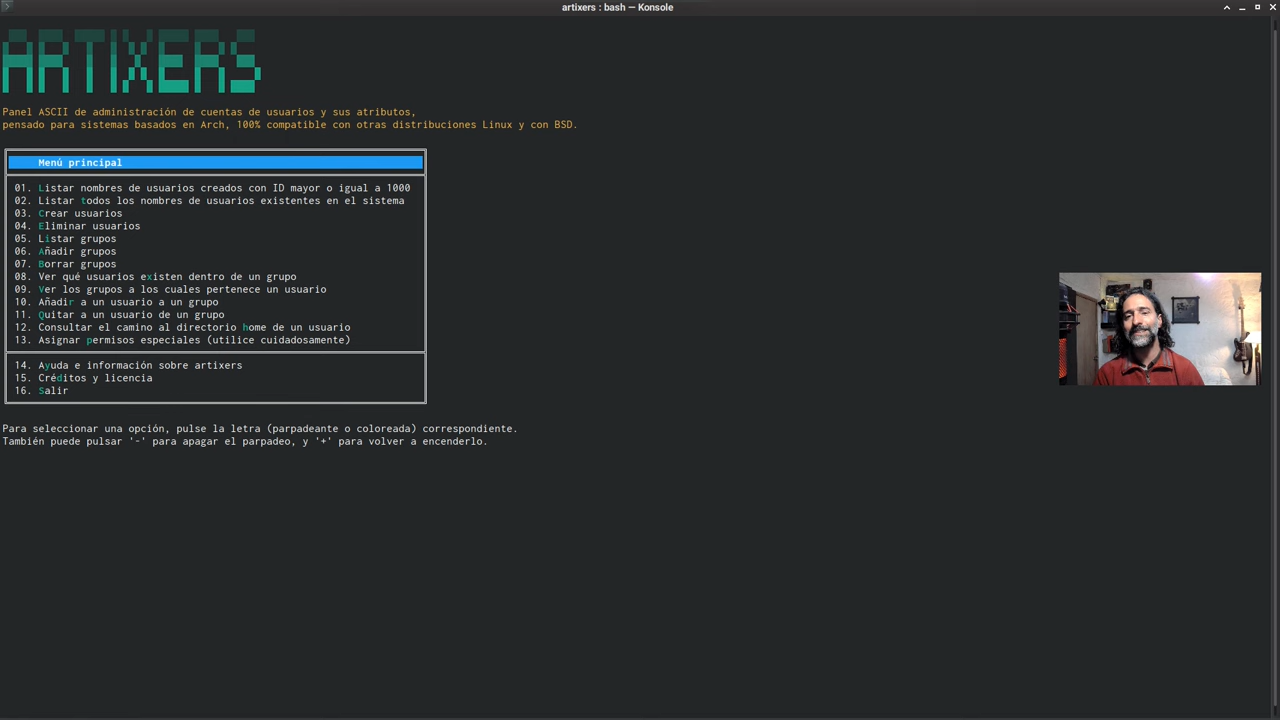 artixers : bash — Konsole
ARTIXERS
Panel ASCII de administración de cuentas de usuarios y sus atributos,
pensado para sistemas basados en Arch, 100% compatible con otras distribuciones Linux y con BSD.
Menú principal
01. Listar nombres de usuarios creados con ID mayor o igual a 1000
02. Listar todos los nombres de usuarios existentes en el sistema
03. Crear usuarios
04. Eliminar usuarios
05. Listar grupos
06. Añadir grupos
07. Borrar grupos
08. Ver qué usuarios existen dentro de un grupo
09. Ver los grupos a los cuales pertenece un usuario
10. Añadir a un usuario a un grupo
11. Quitar a un usuario de un grupo
12. Consultar el camino al directorio home de un usuario
13. Asignar permisos especiales (utilice cuidadosamente)
14. Ayuda e información sobre artixers
15. Créditos y licencia
16. Salir
Para seleccionar una opción, pulse la letra (parpadeante o coloreada) correspondiente.
También puede pulsar '-' para apagar el parpadeo, y '+' para volver a encenderlo.